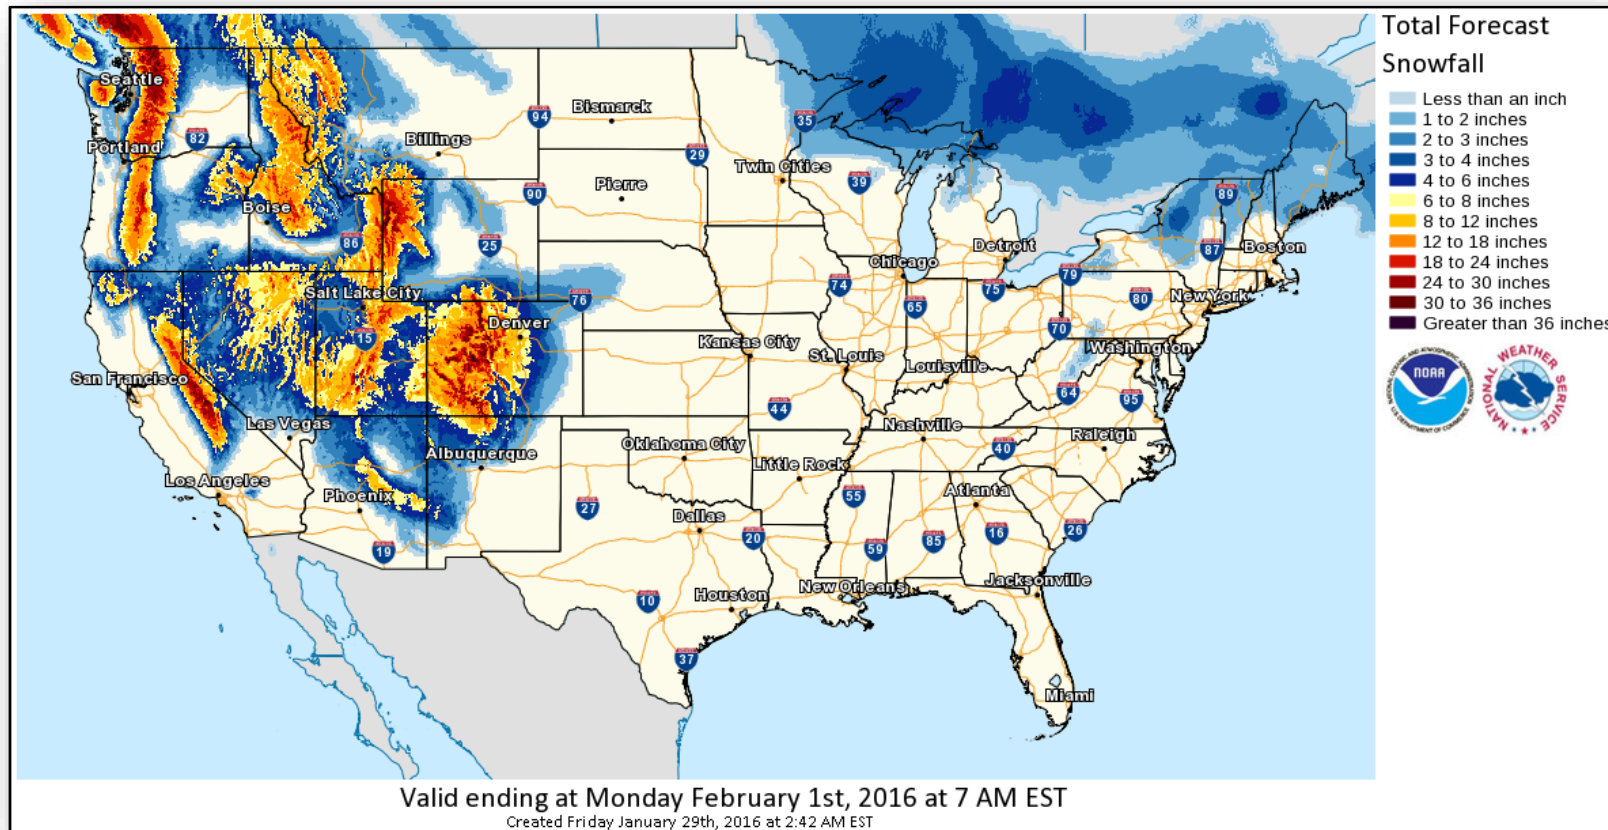 Total Forecast
Snowfall
Less than an inch
1 to 2 inches
2 to 3 inches
3 to 4 inches
4 to 6 inches
6 to 8 inches
8 to 12 inches
12 to 18 inches
18 to 24 inches
24 to 30 inches
30 to 36 inches
Greater than 36 inches
NOAA
NATIONAL WEATHER SERVICE
Seattle
Portland
82
Boise
86
Billings
94
Bismarck
29
Pierre
90
25
Twin Cities
35
39
Salt Lake City
15
Denver
76
San Francisco
Las Vegas
Los Angeles
Phoenix
19
Albuquerque
Kansas City
St. Louis
44
Oklahoma City
Little Rock
27
Dallas
20
10
Houston
37
New Orleans
55
59
85
Nashville
40
Atlanta
16
26
Jacksonville
Miami
Raleigh
95
64
Washington
Louisville
65
74
Chicago
Detroit
75
79
70
80
New York
87
89
Boston
Valid ending at Monday February 1st, 2016 at 7 AM EST
Created Friday January 29th, 2016 at 2:42 AM EST